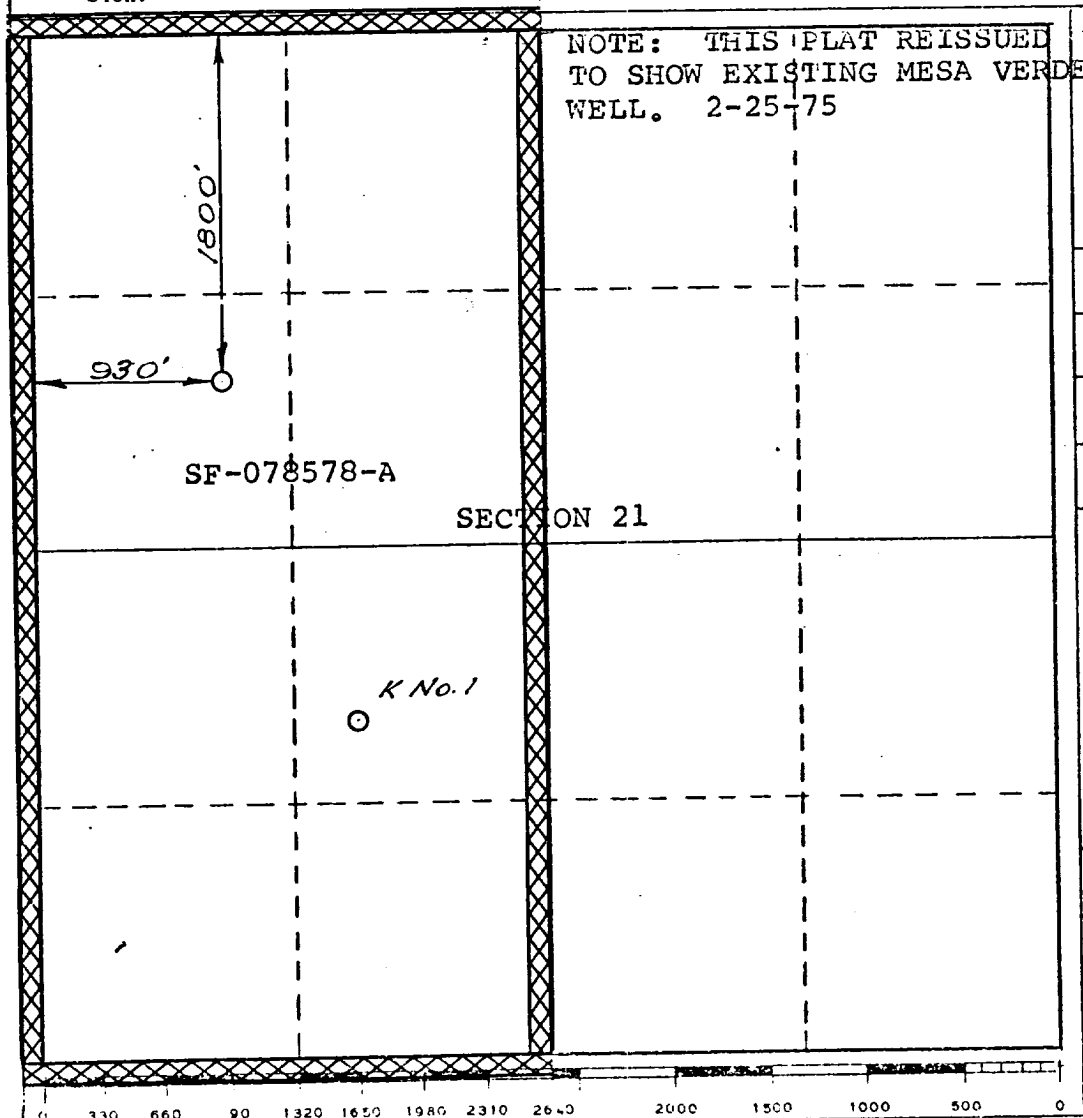 NOTE: THIS PLAT REISSUED
TO SHOW EXISTING MESA VERDE
WELL. 2-25-75
1800'
930'
SF-078578-A
SECTION 21
K No. 1
0 330 660 90 1320 1650 1980 2310 2640 2000 1500 1000 500 0